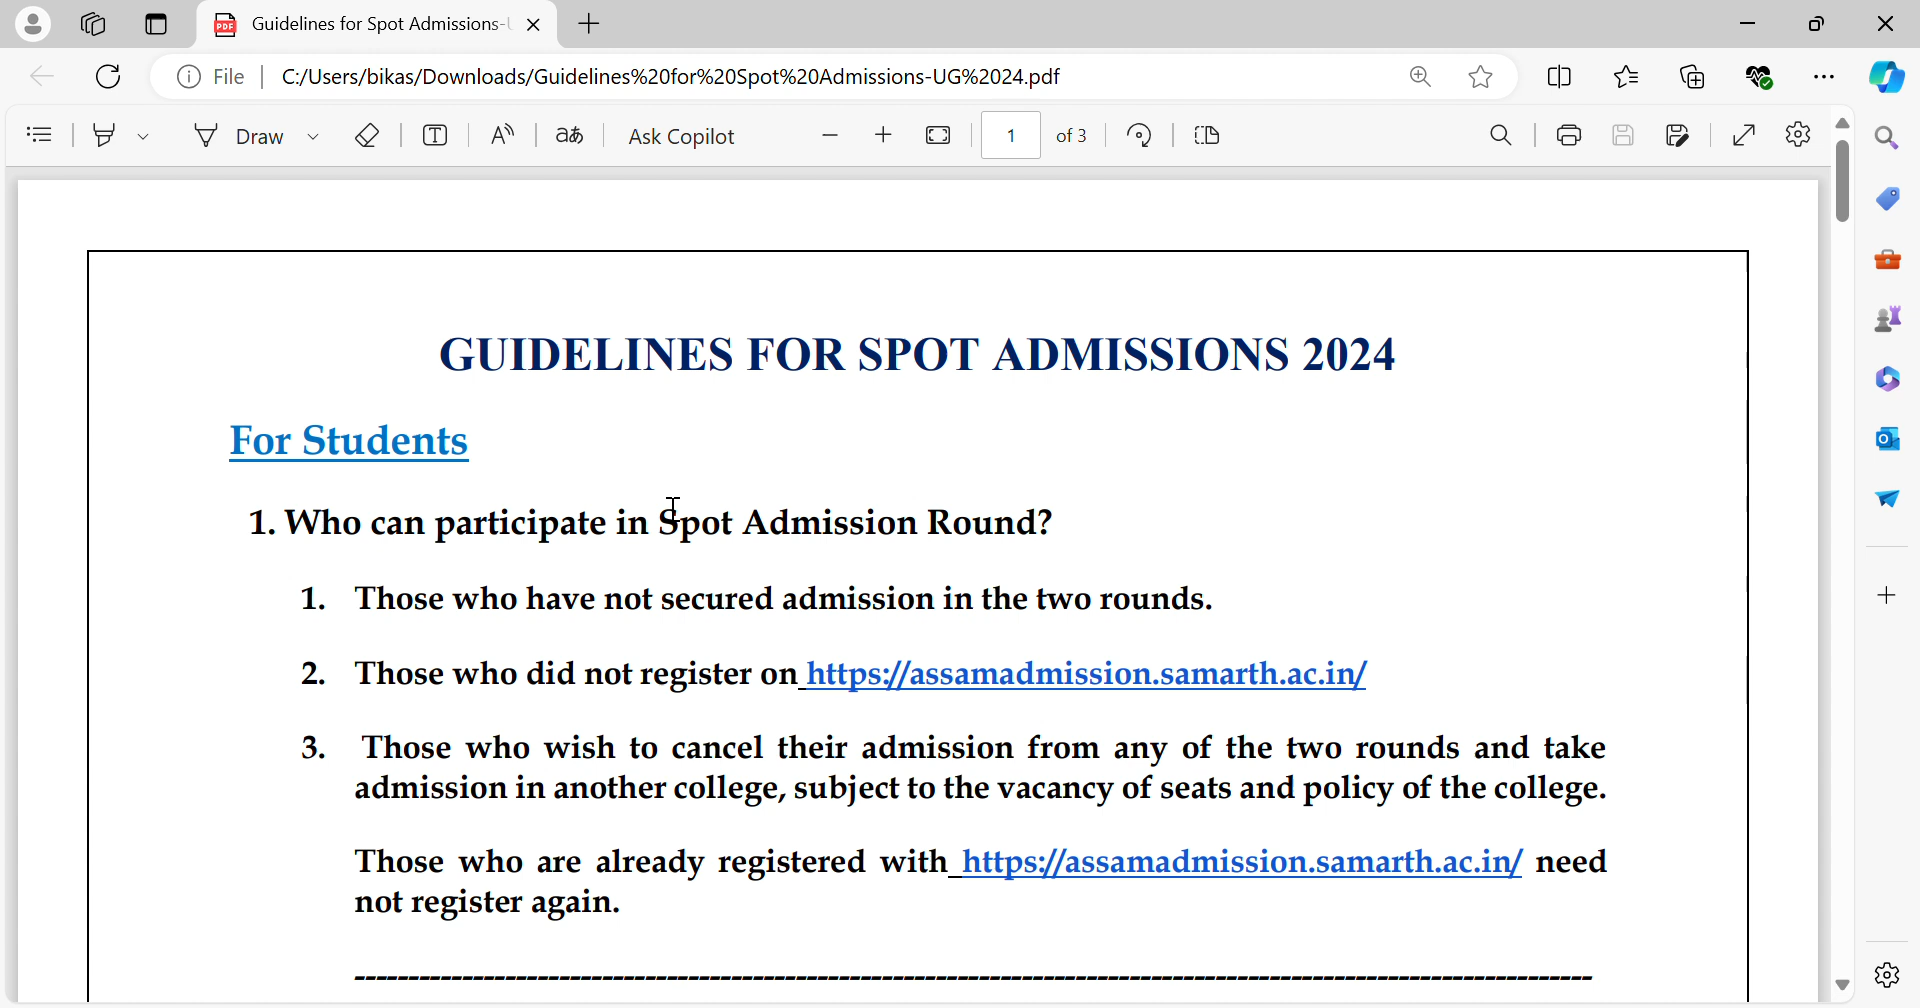 Guidelines for Spot Admissions-
File
C:/Users/bikas/Downloads/Guidelines%20for%20Spot%20Admissions-UG%2024.pdf
Draw
aあ
Ask Copilot
1 of 3
GUIDELINES FOR SPOT ADMISSIONS 2024
For Students
1. Who can participate in Spot Admission Round?
1. Those who have not secured admission in the two rounds.
2. Those who did not register on https://assamadmission.samarth.ac.in/
3. Those who wish to cancel their admission from any of the two rounds and take
admission in another college, subject to the vacancy of seats and policy of the college.
Those who are already registered with https://assamadmission.samarth.ac.in/ need
not register again.